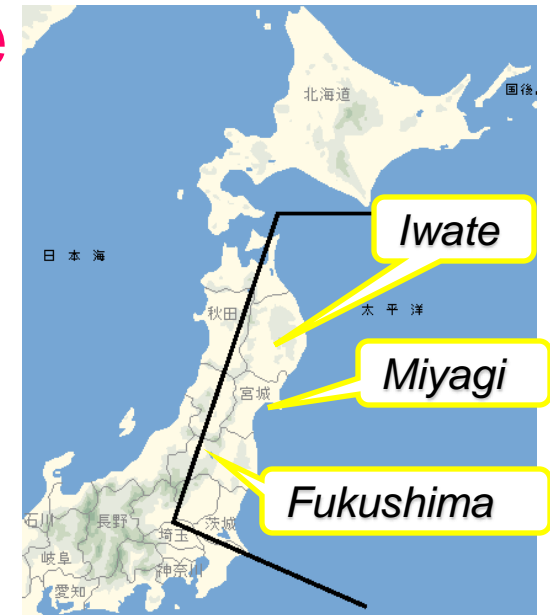 e
北海道
国後
Iwate
日本海
秋田
太平洋
Miyagi
宮城
Fukushima
石川
長野
茨城
埼玉
岐阜
神奈川
愛知